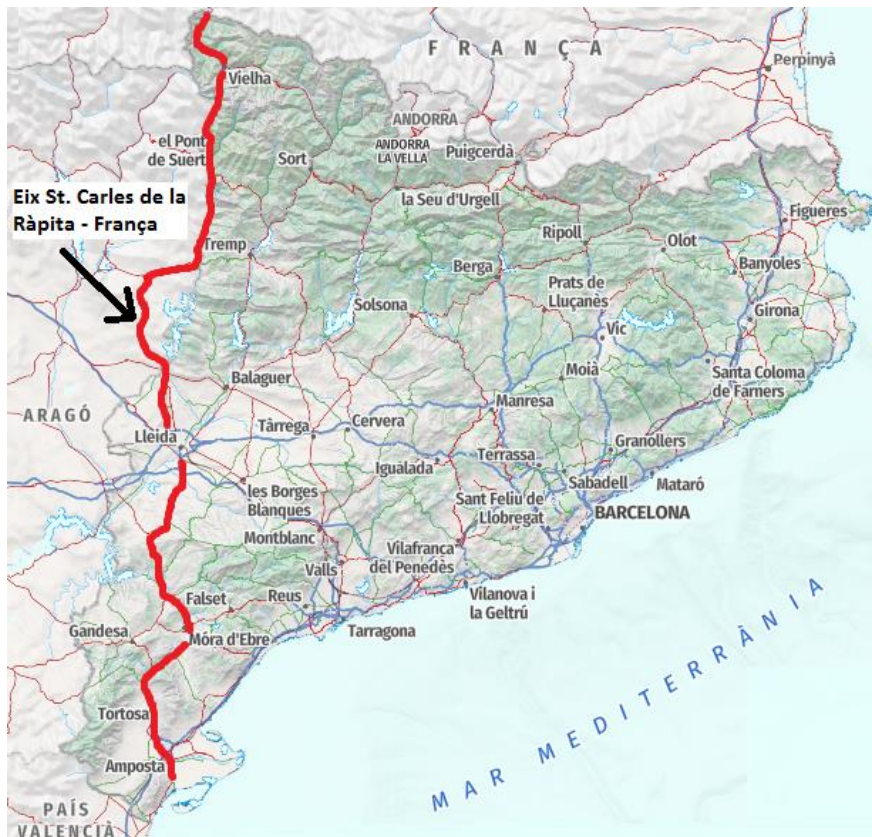 FRANÇA
Perpinyà
Vielha
ANDORRA
el Pont
de Suert
Sort
ANDORRA
LA VELLA
Puigcerdà
Eix St. Carles de la
Ràpita - França
la Seu d'Urgell
Figueres
Tremp
Ripoll
Olot
Berga
Banyoles
Solsona
Prats de
Lluçanès
Girona
Vic
Balaguer
Moià
Santa Coloma
de Farners
ARAGÓ
Manresa
Lleida
Tàrrega
Cervera
Granollers
Igualada
Terrassa
Sabadell
Mataró
les Borges
Blanques
Sant Feliu de
Llobregat
BARCELONA
Montblanc
Vilafranca
del Penedès
Valls
Falset
Reus
Vilanova i
la Geltrú
Gandesa
Móra d'Ebre
Tarragona
Tortosa
MAR MEDITERRÀNIA
Amposta
PAÍS
VALENCIÀ